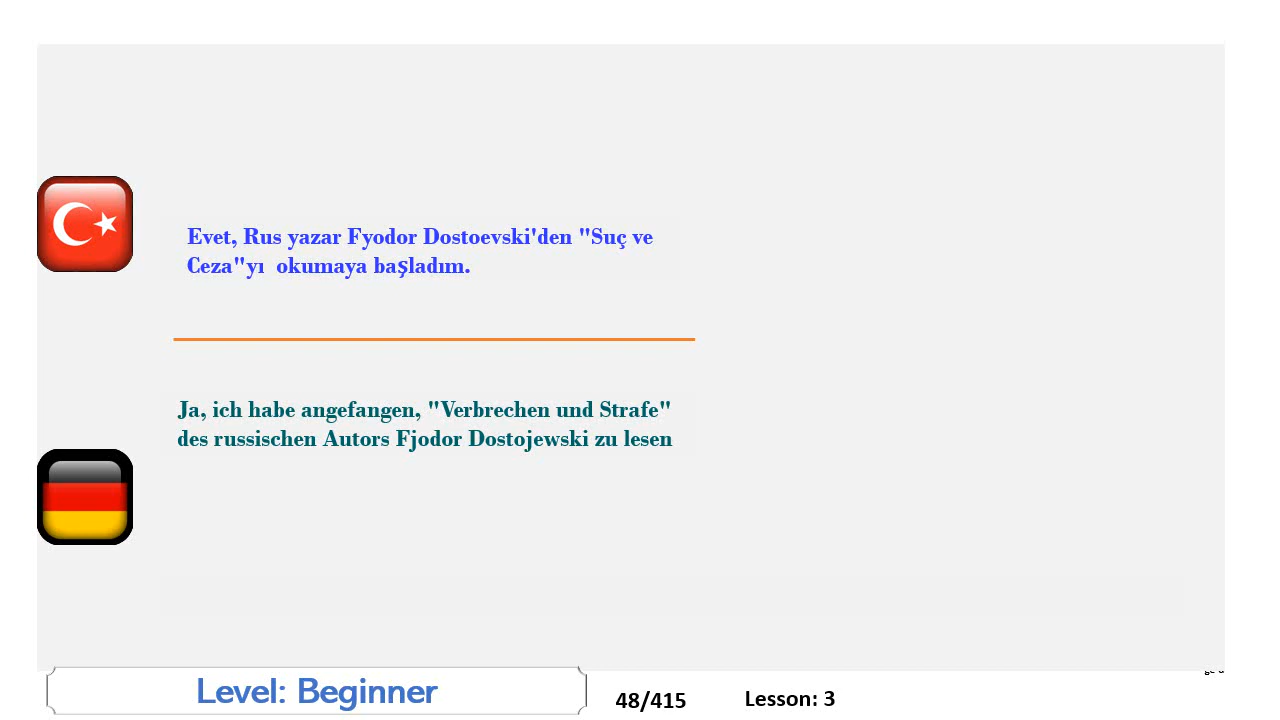 Evet, Rus yazar Fyodor Dostoevski'den "Suç ve
Ceza"yı okumaya başladım.
Ja, ich habe angefangen, "Verbrechen und Strafe"
des russischen Autors Fjodor Dostojewski zu lesen
Level: Beginner
48/415
Lesson: 3